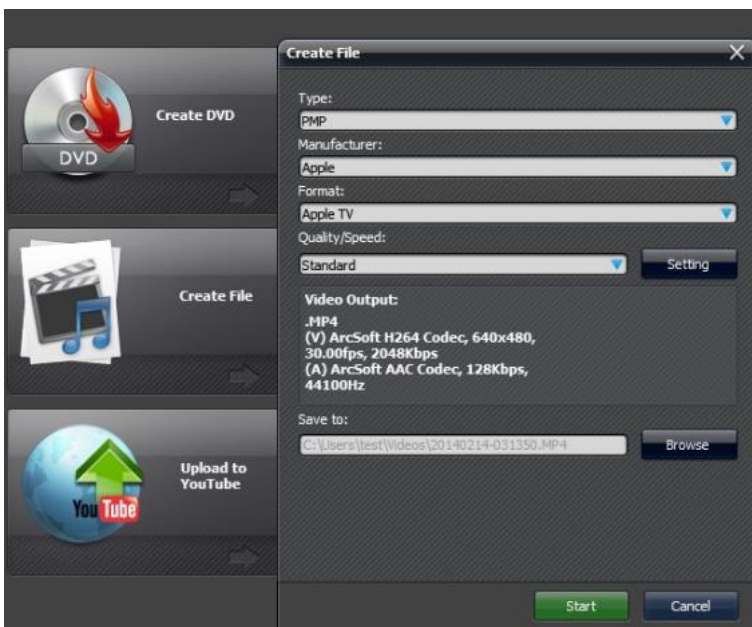 Create DVD
DVD
Create File
Upload to
YouTube
You Tube
Create File
Type:
PMP
Manufacturer:
Apple
Format:
Apple TV
Quality/Speed:
Standard
Setting
Video Output:
.MP4
(V) ArcSoft H264 Codec, 640x480,
30.00fps, 2048Kbps
(A) ArcSoft AAC Codec, 128Kbps,
44100Hz
Save to:
C:\Users\test\Videos\20140214-031350.MP4
Browse
Start
Cancel